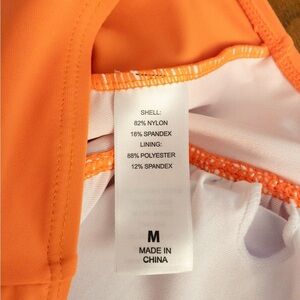 SHELL:
82% NYLON
18% SPANDEX
LINING:
88% POLYESTER
12% SPANDEX
M
MADE IN
CHINA